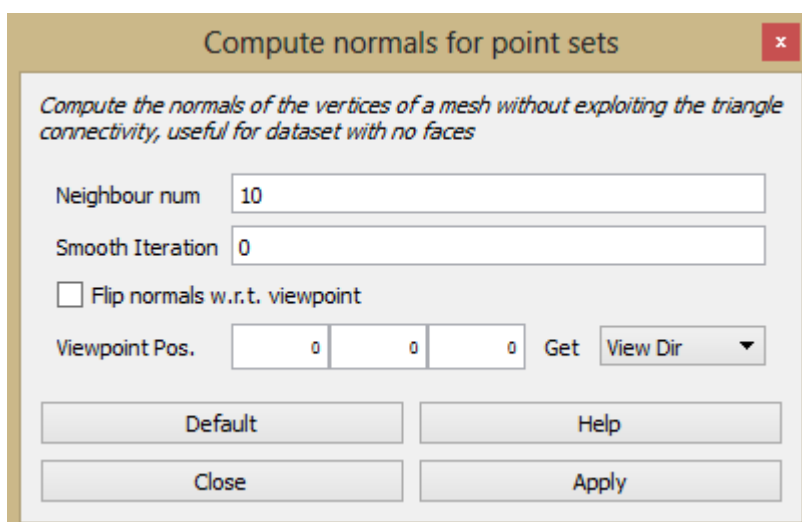 Compute normals for point sets x
Compute the normals of the vertices of a mesh without exploiting the triangle
connectivity, useful for dataset with no faces
Neighbour num 10
Smooth Iteration 0
Flip normals w.r.t. viewpoint
Viewpoint Pos. 0 0 0 Get View Dir
Default Help
Close Apply